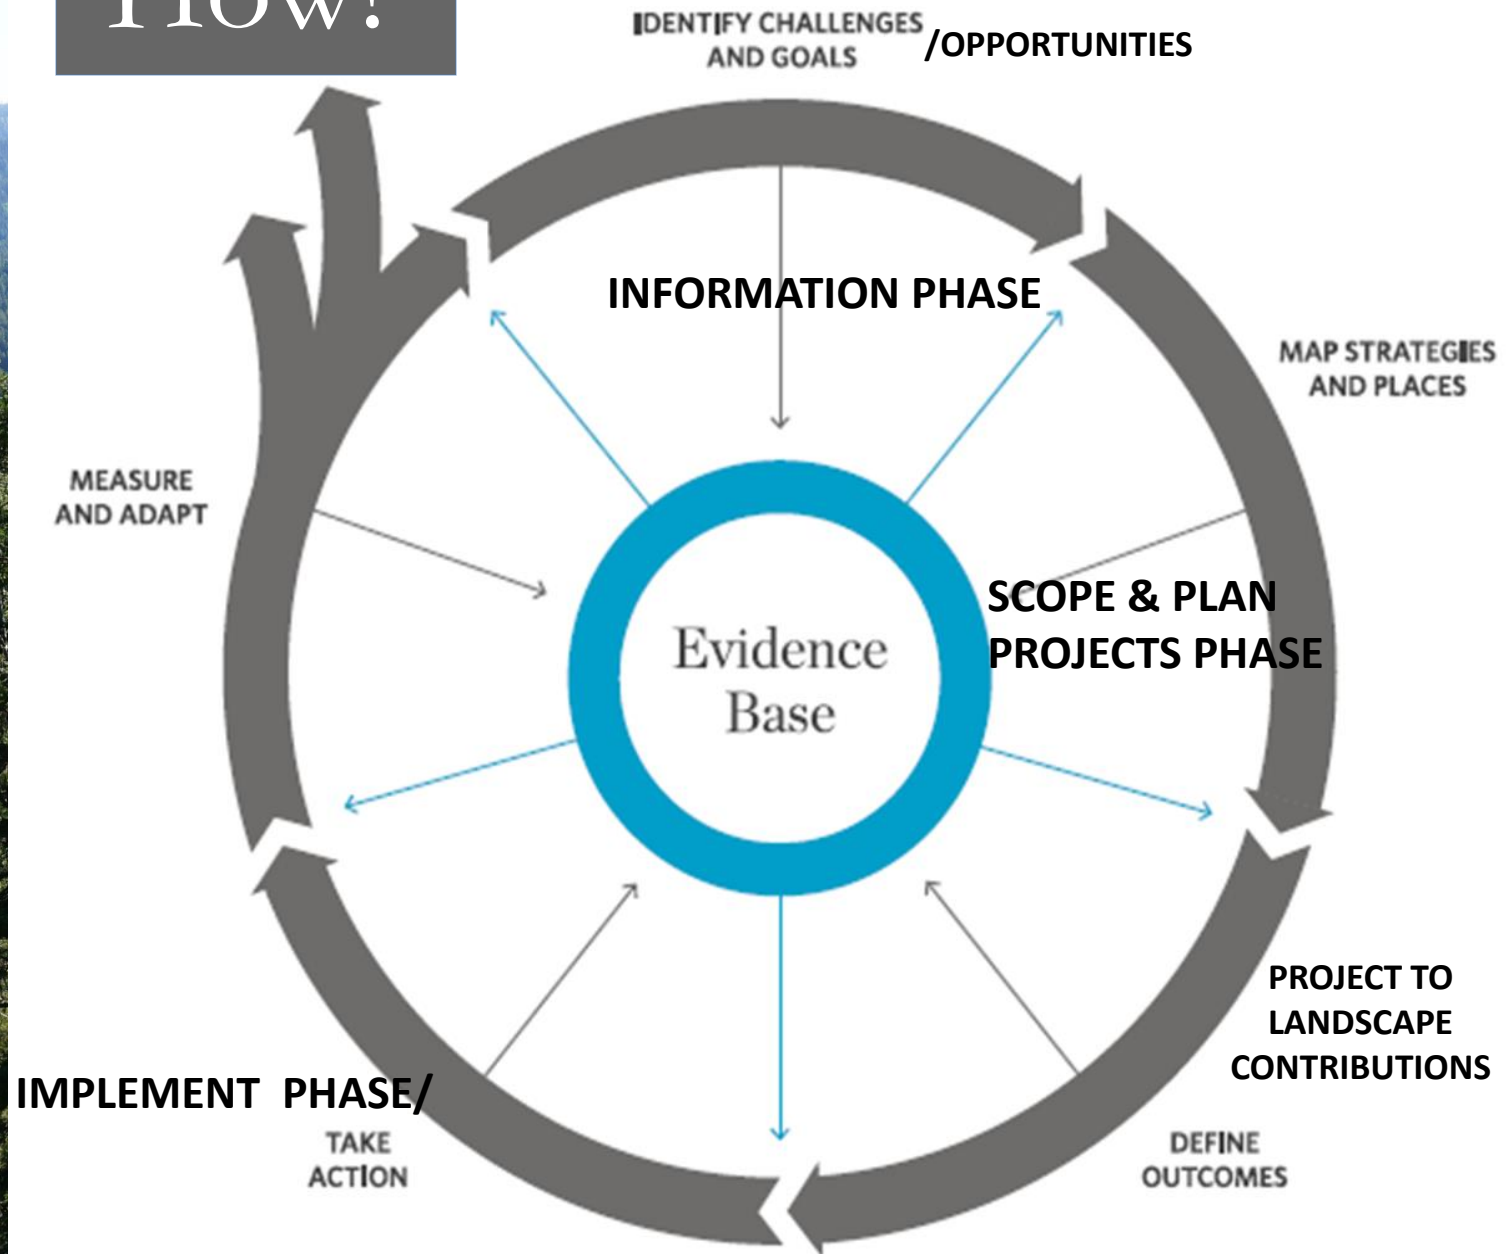 How?
IDENTIFY CHALLENGES
AND GOALS
/OPPORTUNITIES
INFORMATION PHASE
MAP STRATEGIES
AND PLACES
MEASURE
AND ADAPT
SCOPE & PLAN
PROJECTS PHASE
Evidence
Base
PROJECT TO
LANDSCAPE
CONTRIBUTIONS
IMPLEMENT PHASE/
TAKE
ACTION
DEFINE
OUTCOMES